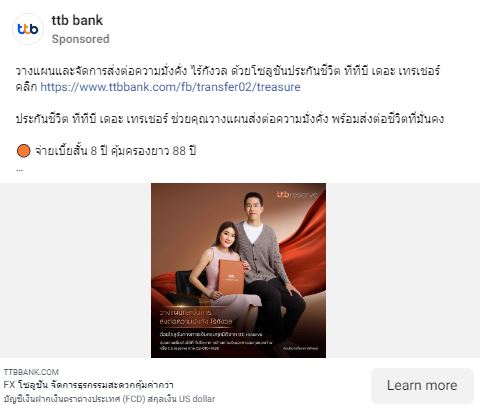 ttb bank
Sponsored
วางแผนและจัดการส่งต่อความมั่งคั่ง ไร้กังวล ด้วยโซลูชันประกันชีวิต ทีทีบี เดอะ เทรเชอร์
คลิก https://www.ttbbank.com/fb/transfer02/treasure
ประกันชีวิต ทีทีบี เดอะ เทรเชอร์ ช่วยคุณวางแผนส่งต่อความมั่งคั่ง พร้อมส่งต่อชีวิตที่มั่นคง
จ่ายเบี้ยสั้น 8 ปี คุ้มครองยาว 88 ปี
...
ttb reserve
วางแผนและจัดการ
ส่งต่อความมั่งคั่ง ไร้กังวล
TTBBANK.COM
FX โซลูชัน จัดการธุรกรรมสะดวกคุ้มค่ากว่า
บัญชีเงินฝากเงินตราต่างประเทศ (FCD) สกุลเงิน US dollar
Learn more